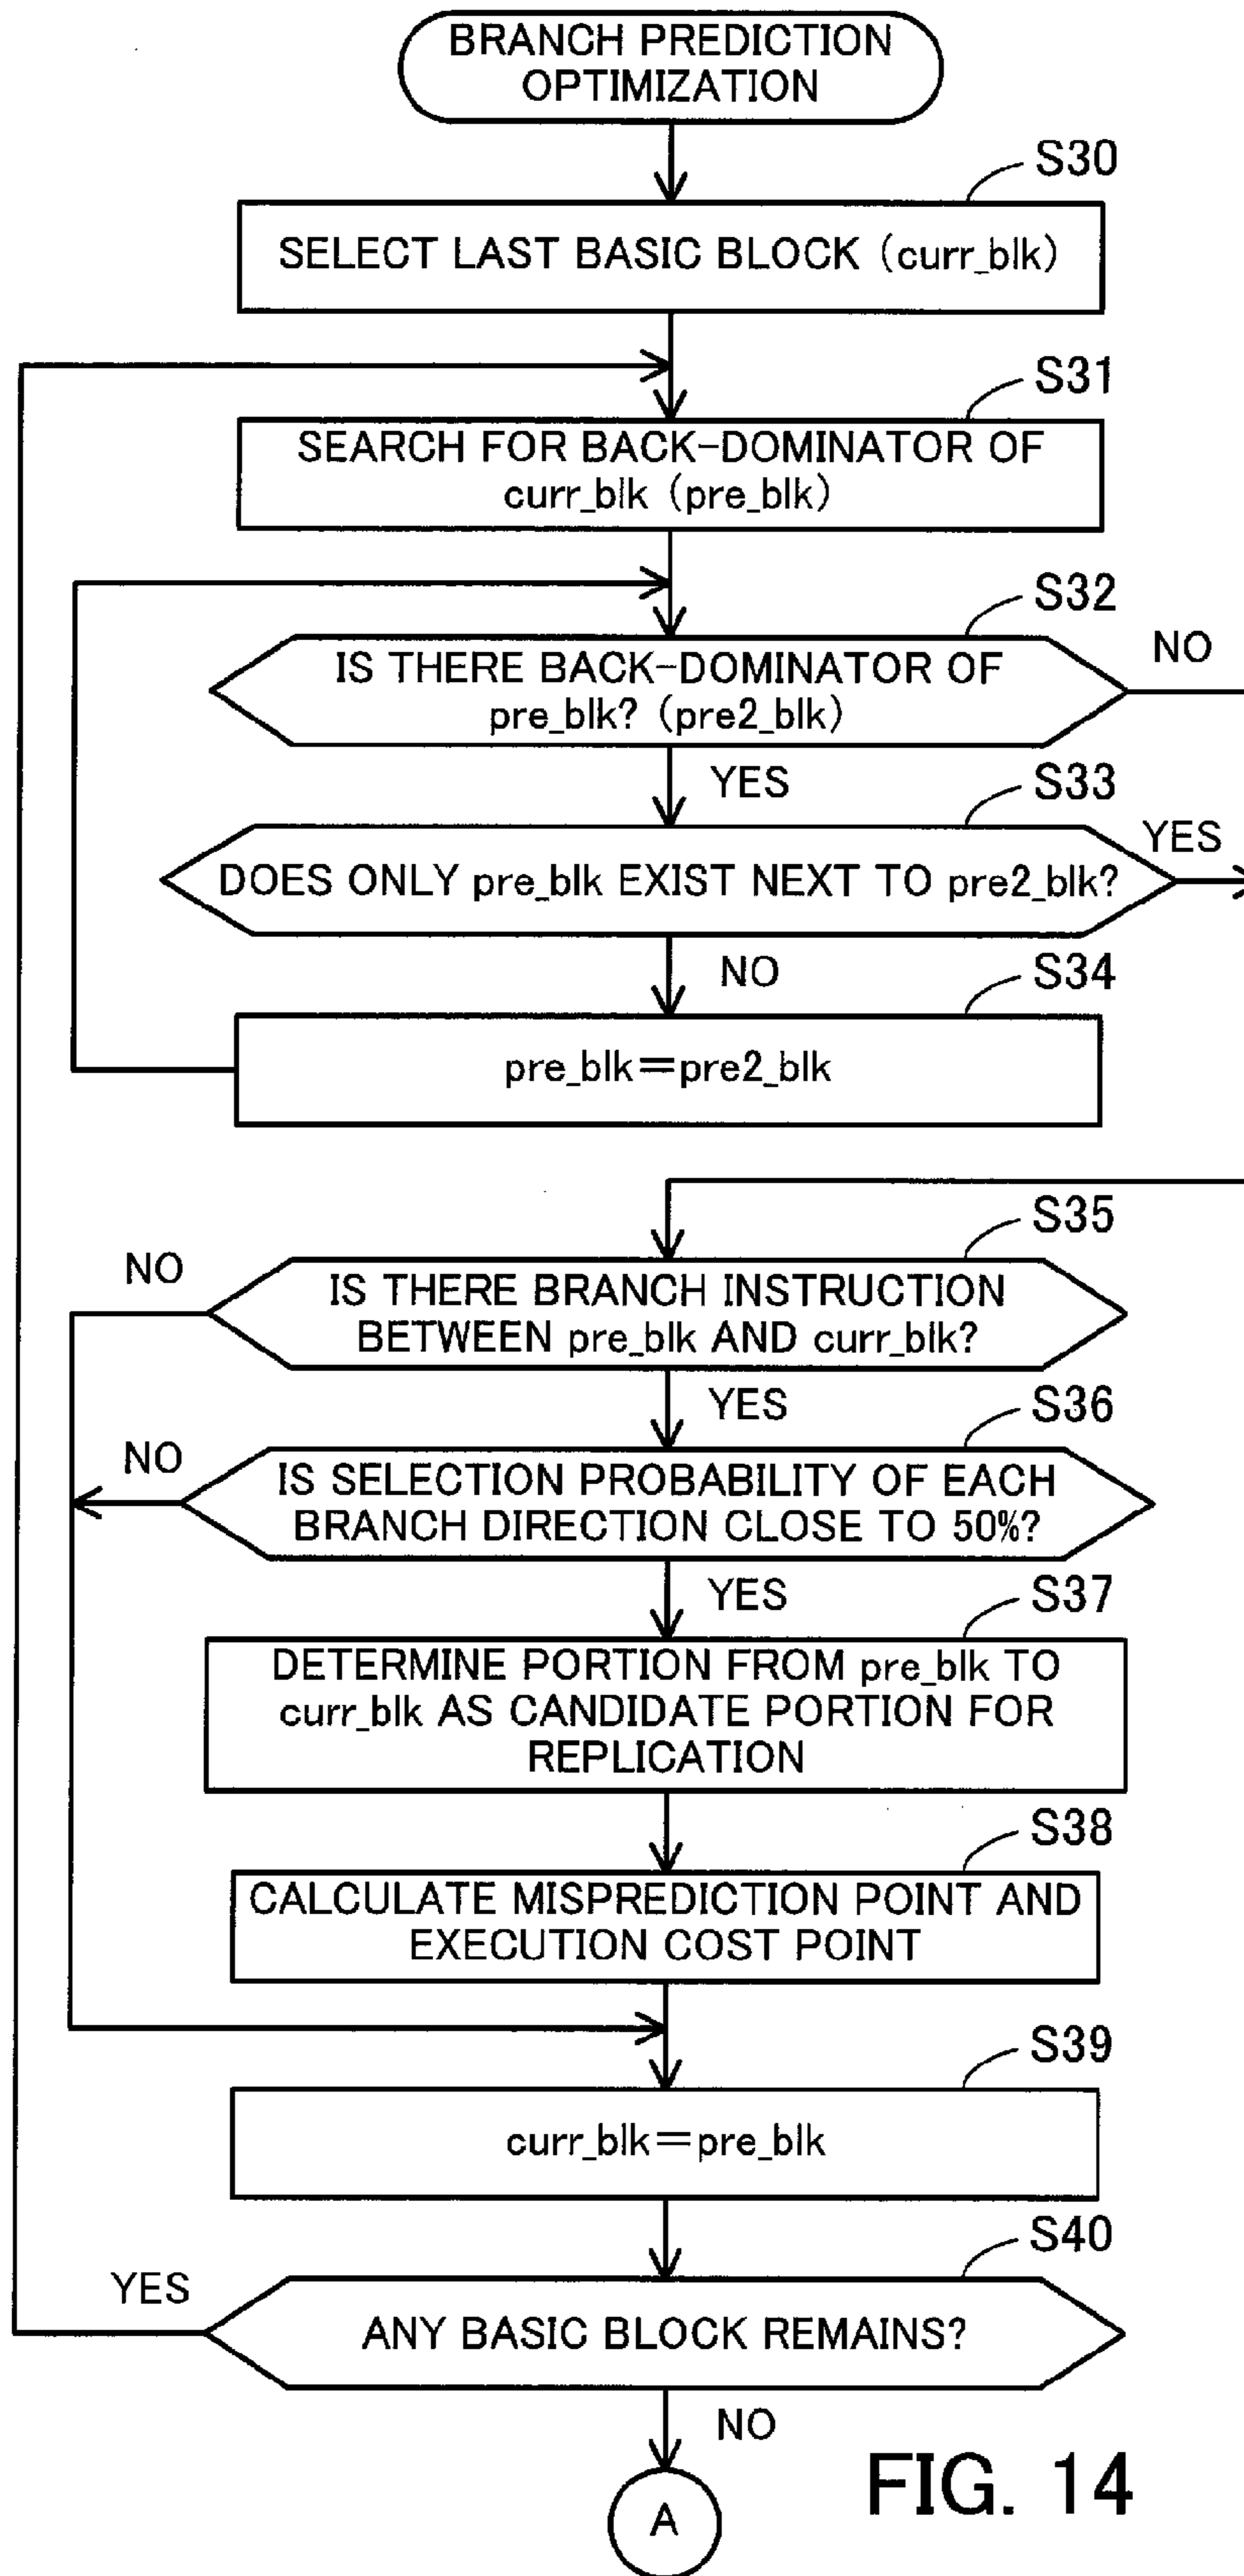 BRANCH PREDICTION
OPTIMIZATION
S30
SELECT LAST BASIC BLOCK (curr_blk)
S31
SEARCH FOR BACK-DOMINATOR OF
curr_blk (pre_blk)
S32
IS THERE BACK-DOMINATOR OF
pre_blk? (pre2_blk)
NO
YES
S33
DOES ONLY pre_blk EXIST NEXT TO pre2_blk?
YES
NO
S34
pre_blk=pre2_blk
S35
NO
IS THERE BRANCH INSTRUCTION
BETWEEN pre_blk AND curr_blk?
YES
S36
NO
IS SELECTION PROBABILITY OF EACH
BRANCH DIRECTION CLOSE TO 50%?
YES
S37
DETERMINE PORTION FROM pre_blk TO
curr_blk AS CANDIDATE PORTION FOR
REPLICATION
S38
CALCULATE MISPREDICTION POINT AND
EXECUTION COST POINT
S39
curr_blk=pre_blk
S40
YES
ANY BASIC BLOCK REMAINS?
NO
A
FIG. 14